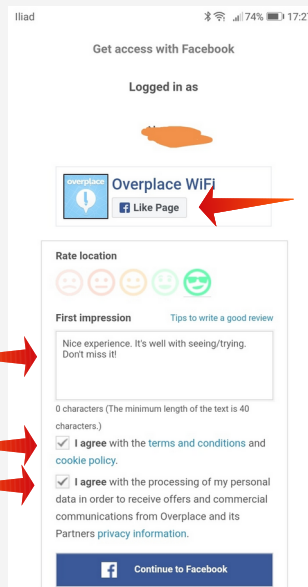 Iliad 74% 17:27
Get access with Facebook
Logged in as
overplace
Overplace WiFi
Like Page
Rate location
First impression Tips to write a good review
Nice experience. It's well with seeing/trying.
Don't miss it!
0 characters (The minimum length of the text is 40
characters.)
I agree with the terms and conditions and
cookie policy.
I agree with the processing of my personal
data in order to receive offers and commercial
communications from Overplace and its
Partners privacy information.
Continue to Facebook